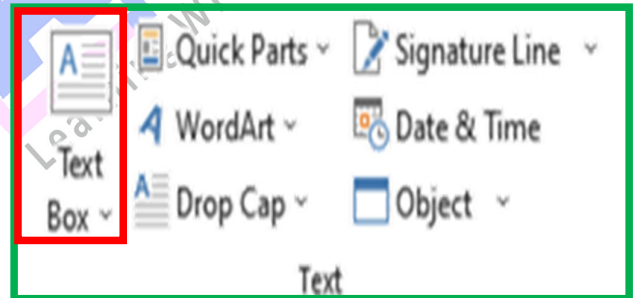 Quick Parts
Signature Line
WordArt
Date & Time
Text
Box
Drop Cap
Object
Text